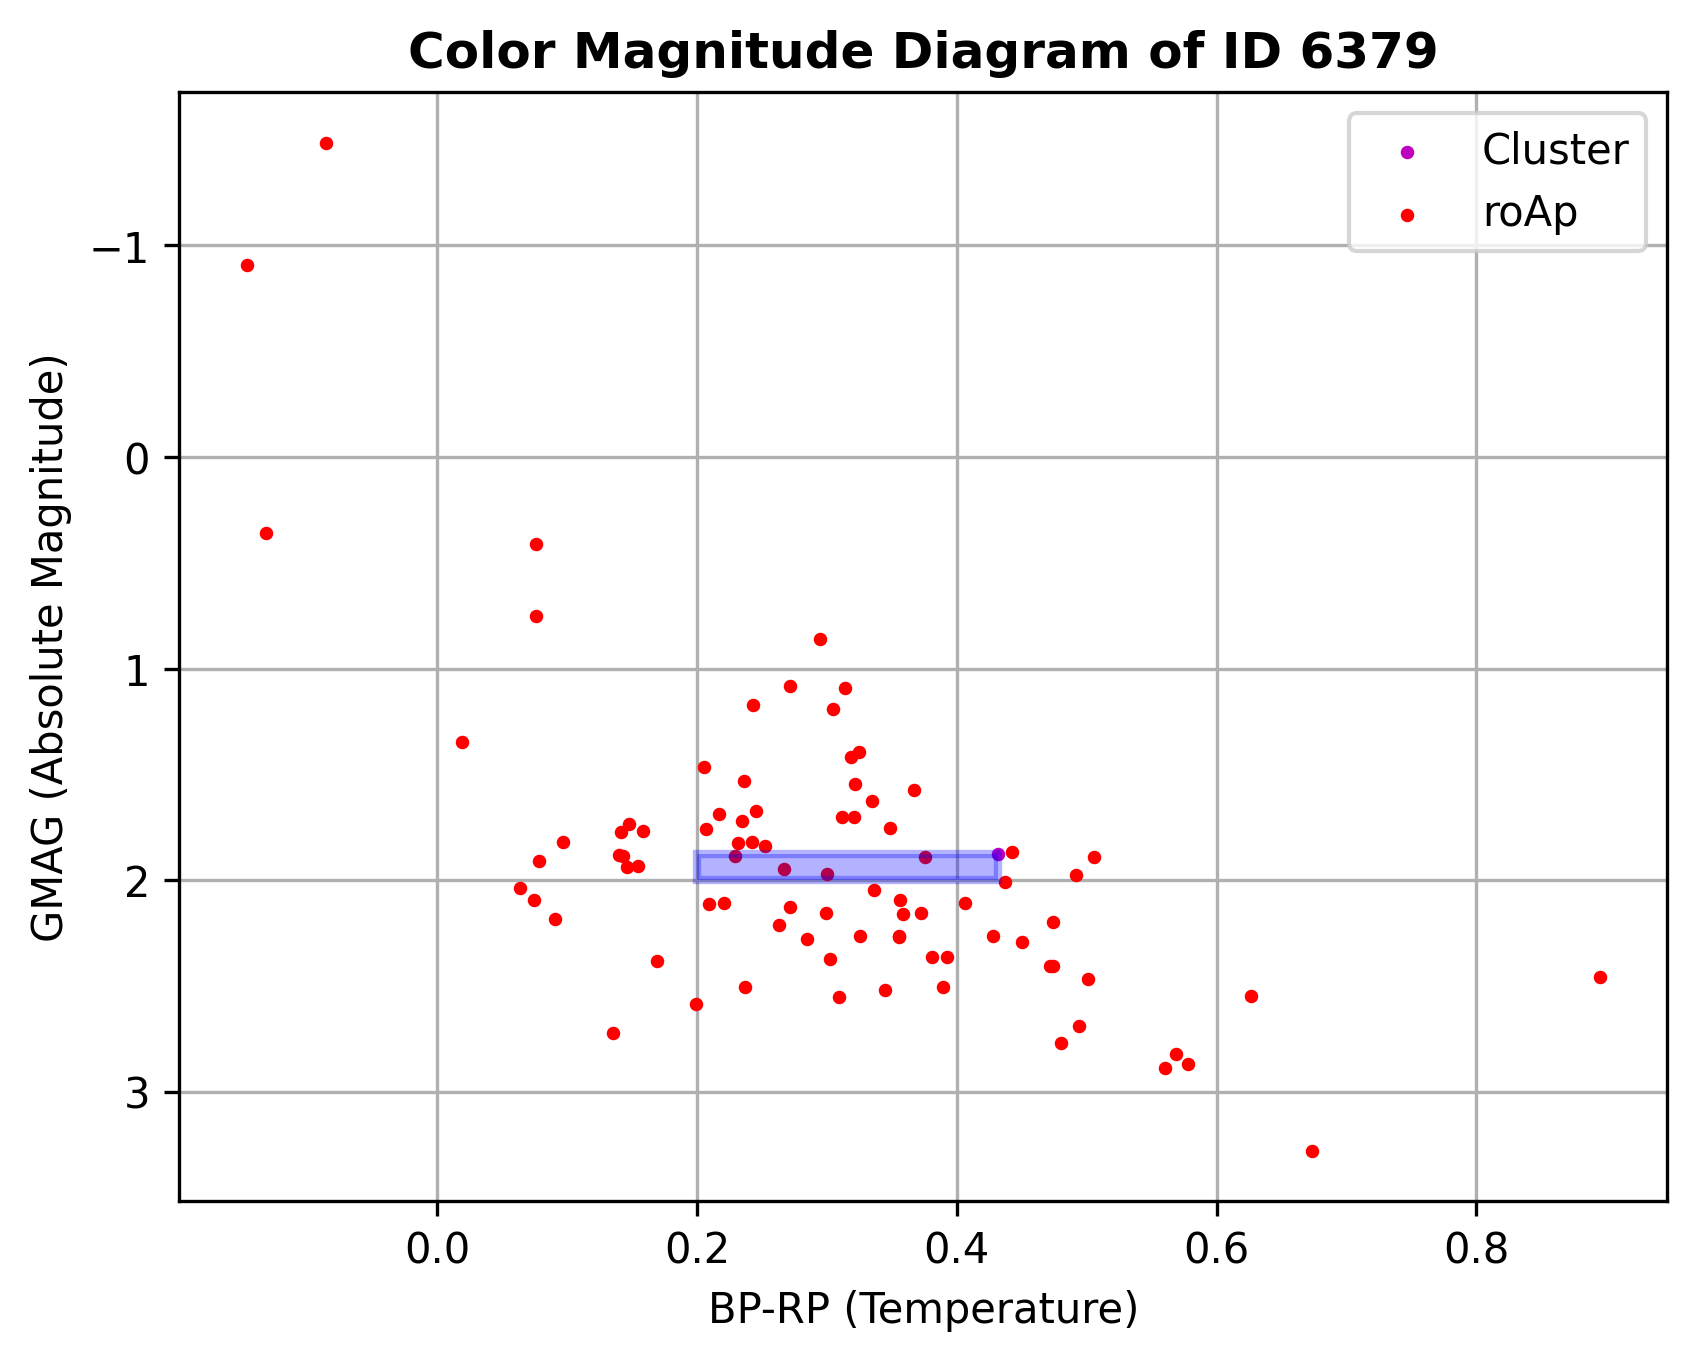 Color Magnitude Diagram of ID 6379
Cluster
roAp
−1
0
1
2
3
GMAG (Absolute Magnitude)
0.0 0.2 0.4 0.6 0.8
BP-RP (Temperature)